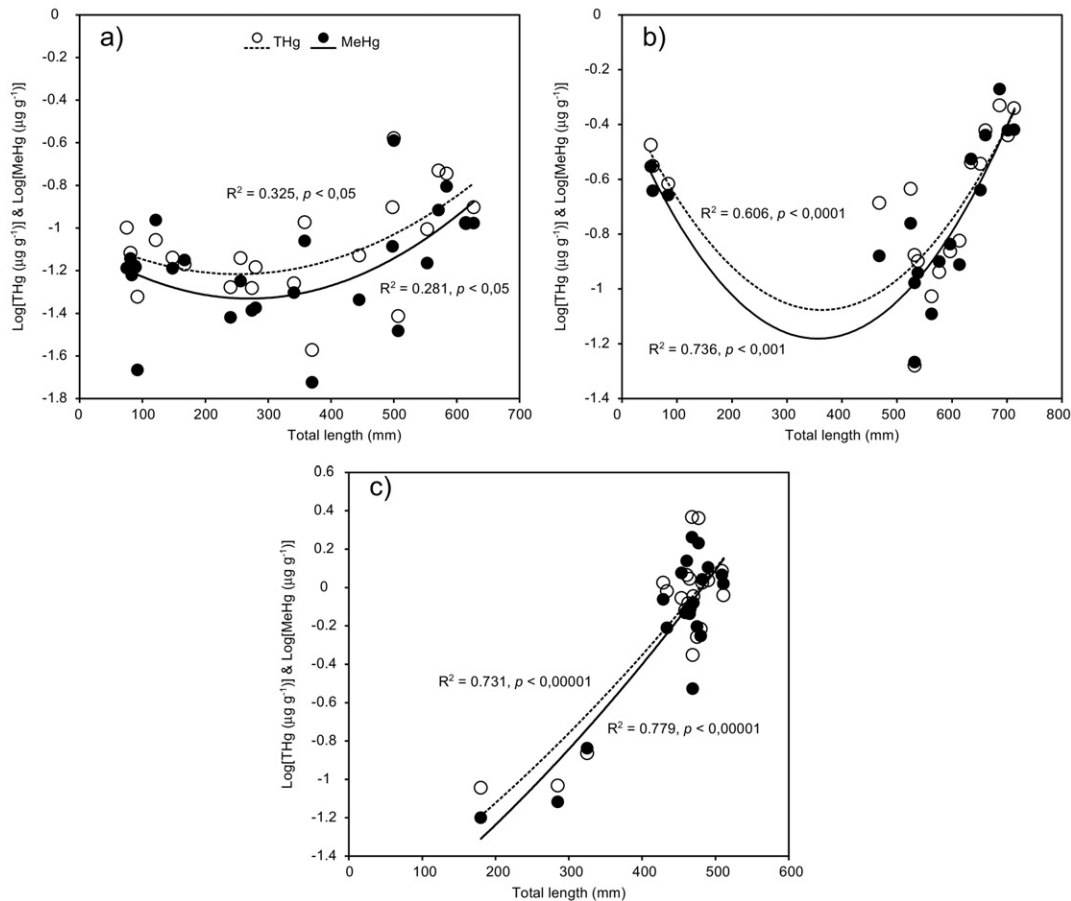 a)
THg MeHg
Log[THg (µg g-1)] & Log[MeHg (µg g-1)]
0
-0.2
-0.4
-0.6
-0.8
-1
-1.2
-1.4
-1.6
-1.8
R2 = 0.325, p < 0,05
R2 = 0.281, p < 0,05
0 100 200 300 400 500 600 700
Total length (mm)
b)
Log[THg (µg g-1)] & Log[MeHg (µg g-1)]
0
-0.2
-0.4
-0.6
-0.8
-1
-1.2
-1.4
R2 = 0.606, p < 0,0001
R2 = 0.736, p < 0,001
0 100 200 300 400 500 600 700 800
Total length (mm)
c)
Log[THg (µg g-1)] & Log[MeHg (µg g-1)]
0.6
0.4
0.2
0
-0.2
-0.4
-0.6
-0.8
-1
-1.2
-1.4
R2 = 0.731, p < 0,00001
R2 = 0.779, p < 0,00001
0 100 200 300 400 500 600
Total length (mm)